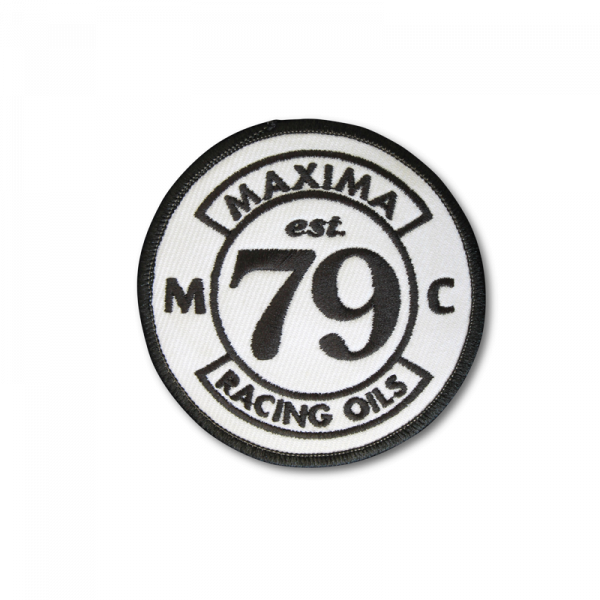 MAXIMA
est.
79
M C
RACING OILS